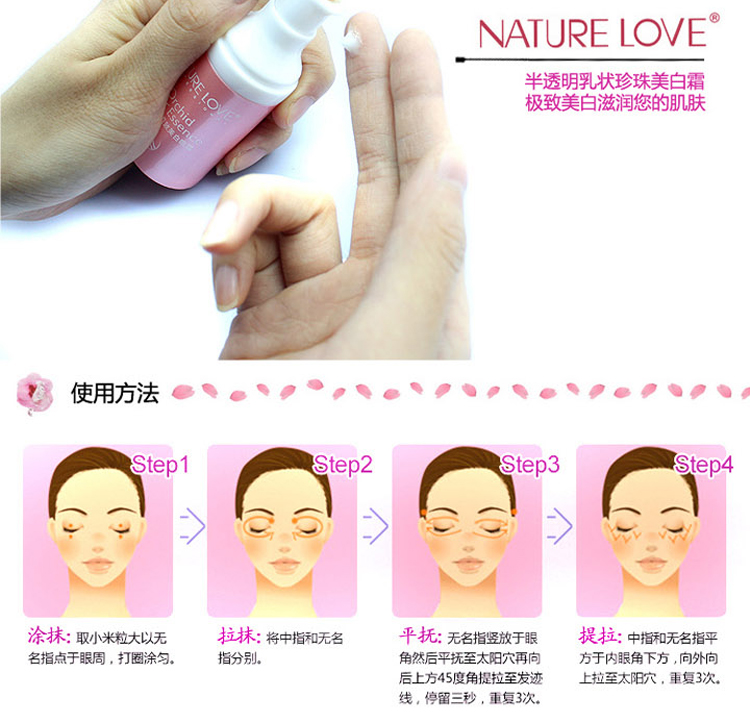 NATURE LOVE®
半透明乳状珍珠美白霜
极致美白滋润您的肌肤
URE LOVE
Orchid
Essence
使用方法
Step1
Step2
Step3
Step4
涂抹: 取小米粒大以无
名指点于眼周，打圈涂匀。
拉抹: 将中指和无名
指分别。
平抚: 无名指竖放于眼
角然后平抚至太阳穴再向
后上方45度角提拉至发迹
线，停留三秒，重复3次。
提拉: 中指和无名指平
方于内眼角下方，向外向
上拉至太阳穴，重复3次。